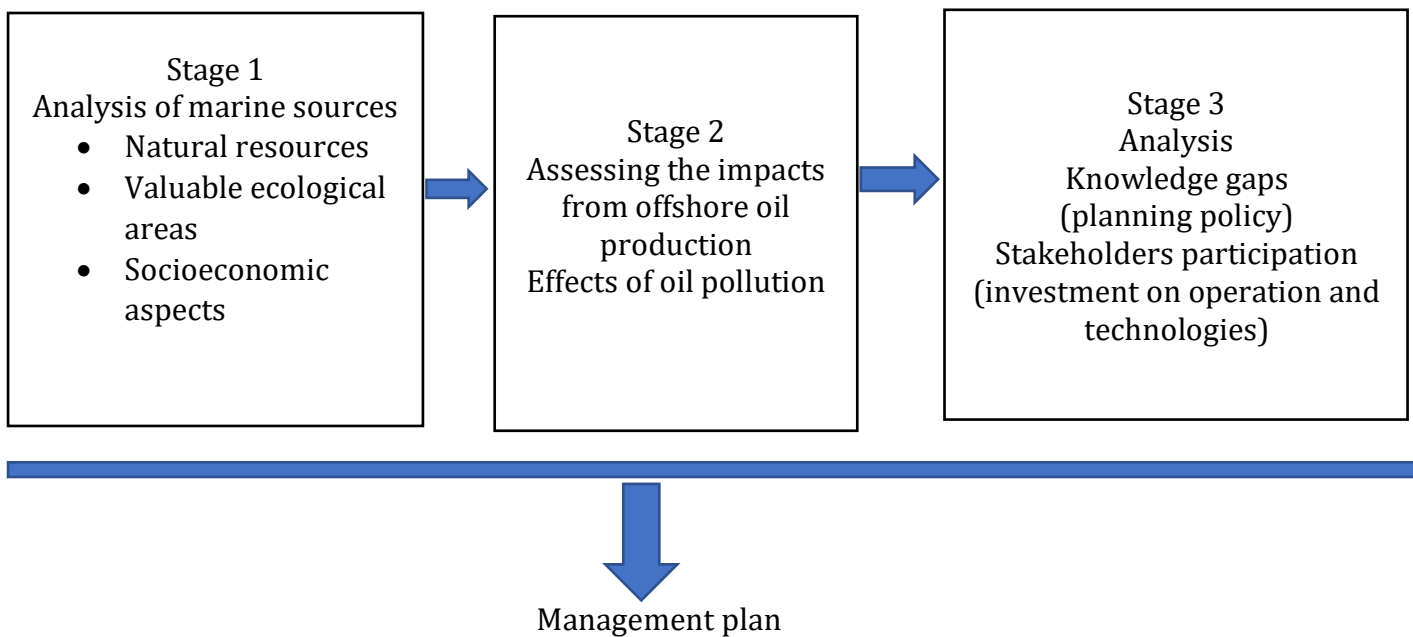 Stage 1
Analysis of marine sources
• Natural resources
• Valuable ecological
areas
• Socioeconomic
aspects
Stage 2
Assessing the impacts
from offshore oil
production
Effects of oil pollution
Stage 3
Analysis
Knowledge gaps
(planning policy)
Stakeholders participation
(investment on operation and
technologies)
Management plan